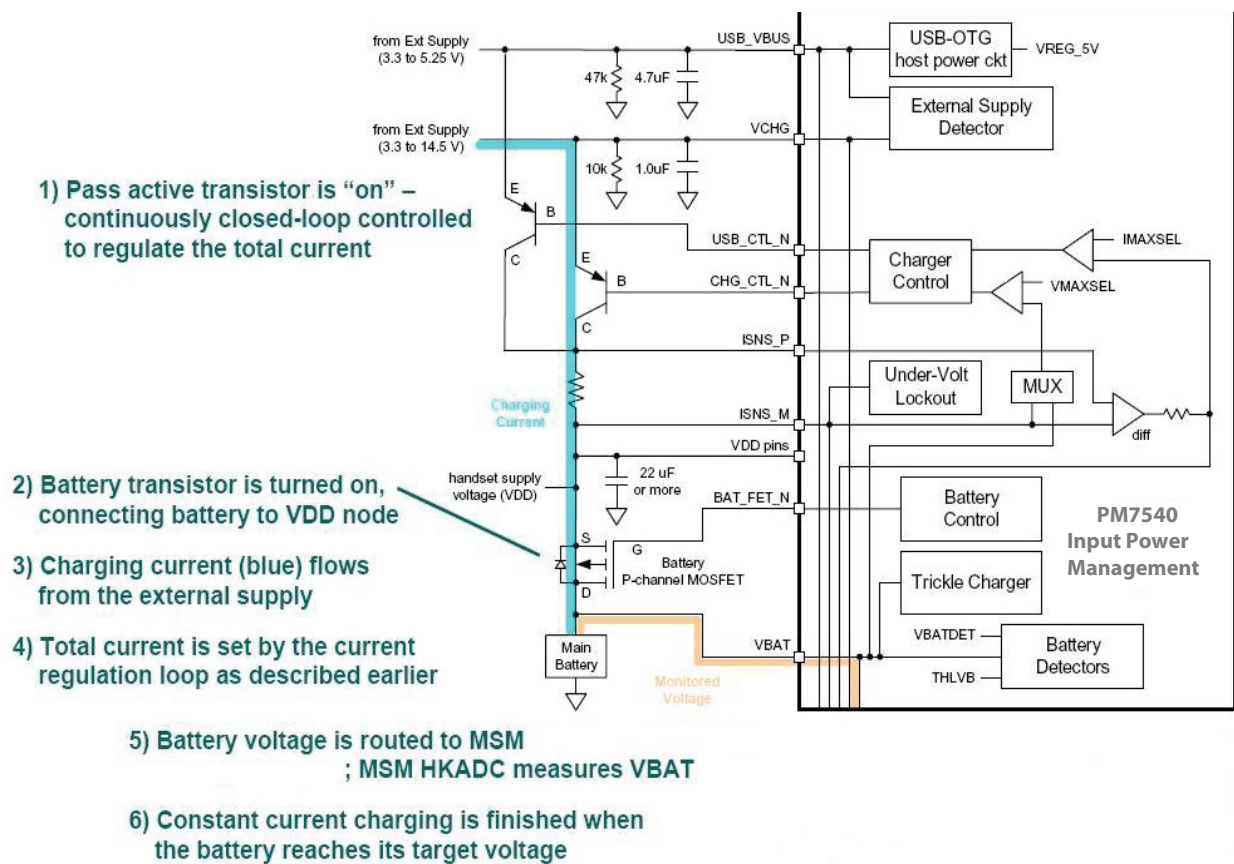 from Ext Supply
(3.3 to 5.25 V)
USB_VBUS
USB-OTG
host power ckt
VREG_5V
47k
4.7uF
External Supply
Detector
from Ext Supply
(3.3 to 14.5 V)
VCHG
10k
1.0uF
1) Pass active transistor is “on” –
continuously closed-loop controlled
to regulate the total current
E
B
C
USB_CTL_N
Charger
Control
IMAXSEL
E
B
C
CHG_CTL_N
VMAXSEL
ISNS_P
Under-Volt
Lockout
MUX
Charging
Current
ISNS_M
diff
VDD pins
2) Battery transistor is turned on,
connecting battery to VDD node
handset supply
voltage (VDD)
22 uF
or more
BAT_FET_N
Battery
Control
PM7540
Input Power
Management
S
G
D
Battery
P-channel MOSFET
3) Charging current (blue) flows
from the external supply
Trickle Charger
4) Total current is set by the current
regulation loop as described earlier
Main
Battery
VBAT
Monitored
Voltage
VBATDET
THLVB
Battery
Detectors
5) Battery voltage is routed to MSM
; MSM HKADC measures VBAT
6) Constant current charging is finished when
the battery reaches its target voltage